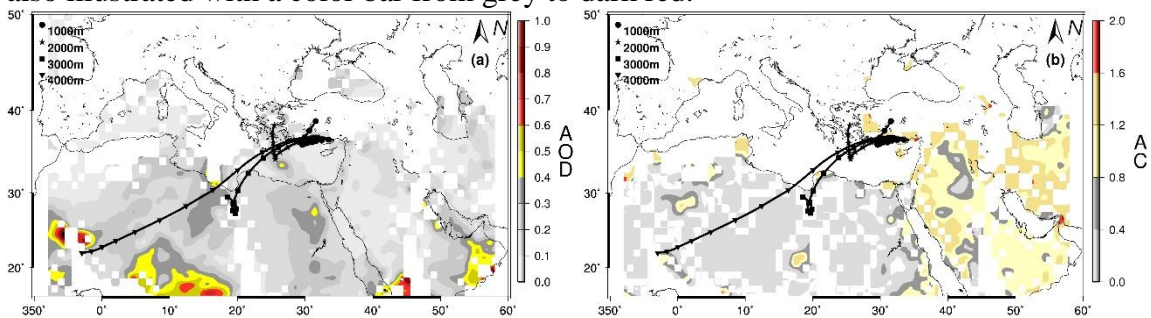 also illustrated with a color bar from grey to dark red.
50°
40°
30°
20°
1000m
2000m
3000m
4000m
N
(a)
350°
0°
10°
20°
30°
40°
50°
60°
1.0
0.9
0.8
0.7
0.6
0.5
0.4
0.3
0.2
0.1
0.0
AOD
50°
40°
30°
20°
1000m
2000m
3000m
4000m
N
(b)
350°
0°
10°
20°
30°
40°
50°
60°
2.0
1.6
1.2
0.8
0.4
0.0
AC